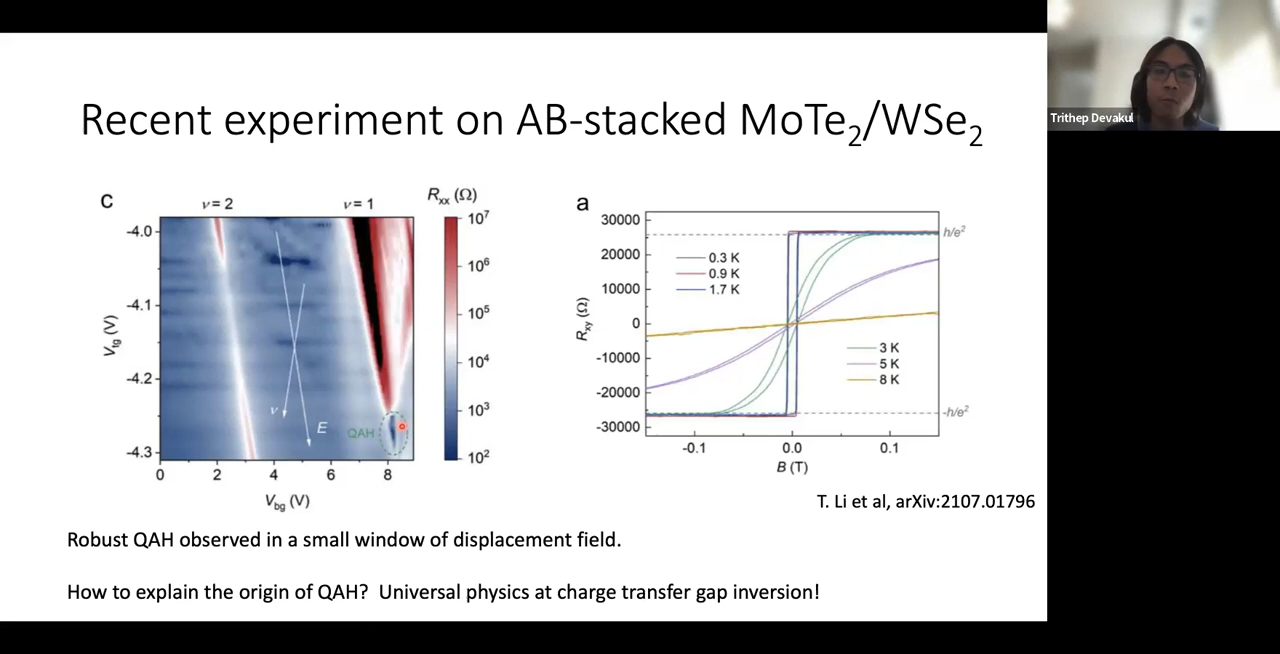 Trithep Devakul
Recent experiment on AB-stacked MoTe₂/WSe₂
C
ν = 2
ν = 1
Rxx (Ω)
-4.0
-4.1
-4.2
-4.3
Vtg (V)
0
2
4
6
8
Vbg (V)
ν
E
QAH
10⁷
10⁶
10⁵
10⁴
10³
10²
a
30000
20000
10000
0
-10000
-20000
-30000
Rxy (Ω)
0.3 K
0.9 K
1.7 K
3 K
5 K
8 K
h/e²
-h/e²
-0.1
0.0
0.1
B (T)
T. Li et al, arXiv:2107.01796
Robust QAH observed in a small window of displacement field.
How to explain the origin of QAH? Universal physics at charge transfer gap inversion!